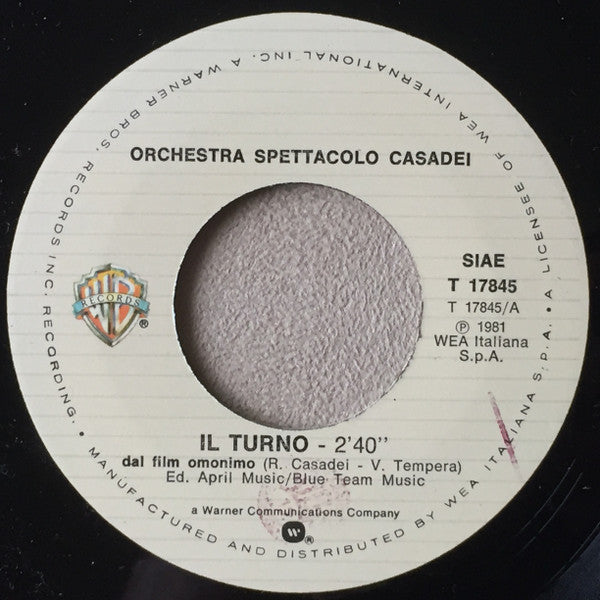 ORCHESTRA SPETTACOLO CASADEI
RECORDS
®
SIAE
T 17845
T 17845/A
℗ 1981
WEA Italiana
S.p.A.
IL TURNO - 2'40"
dal film omonimo (R. Casadei - V. Tempera)
Ed. April Music/Blue Team Music
a Warner Communications Company
• MANUFACTURED AND DISTRIBUTED BY WEA ITALIANA S.P.A. • A LICENSEE OF WEA INTERNATIONAL INC. A WARNER BROS. RECORDS INC. RECORDING.